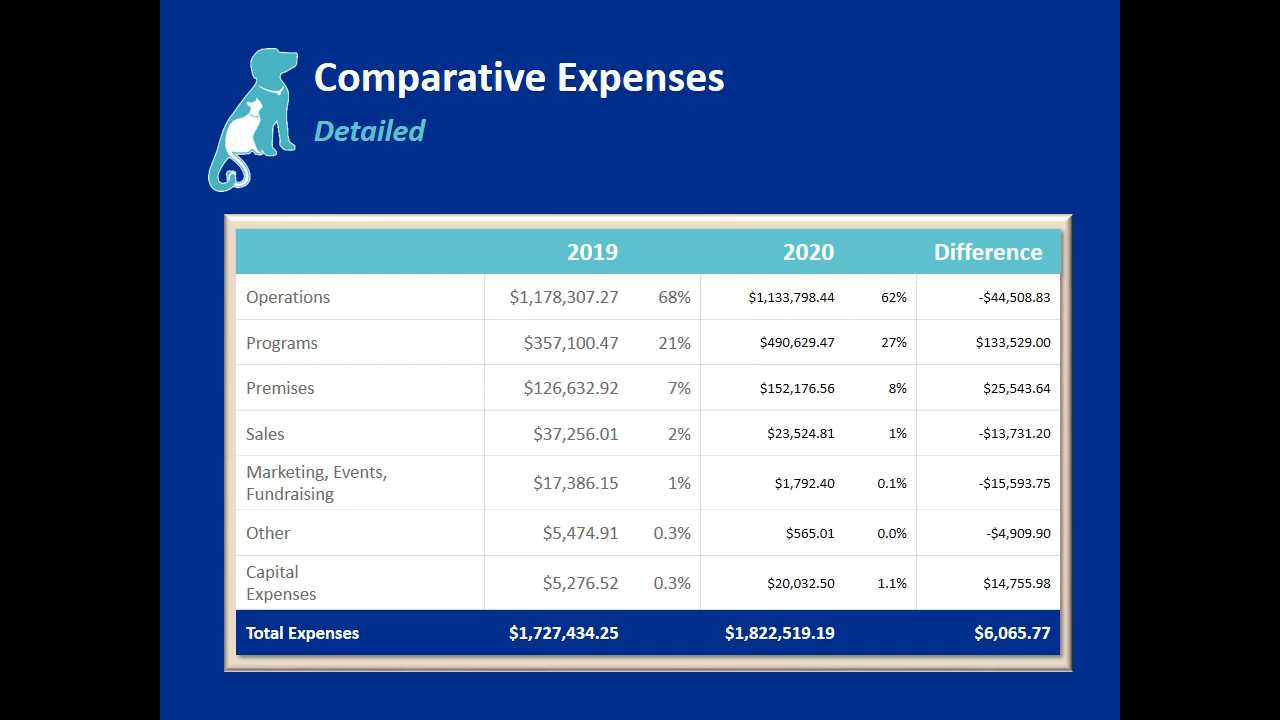 Comparative Expenses
Detailed
2019 2020 Difference
Operations $1,178,307.27 68% $1,133,798.44 62% -$44,508.83
Programs $357,100.47 21% $490,629.47 27% $133,529.00
Premises $126,632.92 7% $152,176.56 8% $25,543.64
Sales $37,256.01 2% $23,524.81 1% -$13,731.20
Marketing, Events,
Fundraising $17,386.15 1% $1,792.40 0.1% -$15,593.75
Other $5,474.91 0.3% $565.01 0.0% -$4,909.90
Capital
Expenses $5,276.52 0.3% $20,032.50 1.1% $14,755.98
Total Expenses $1,727,434.25 $1,822,519.19 $6,065.77